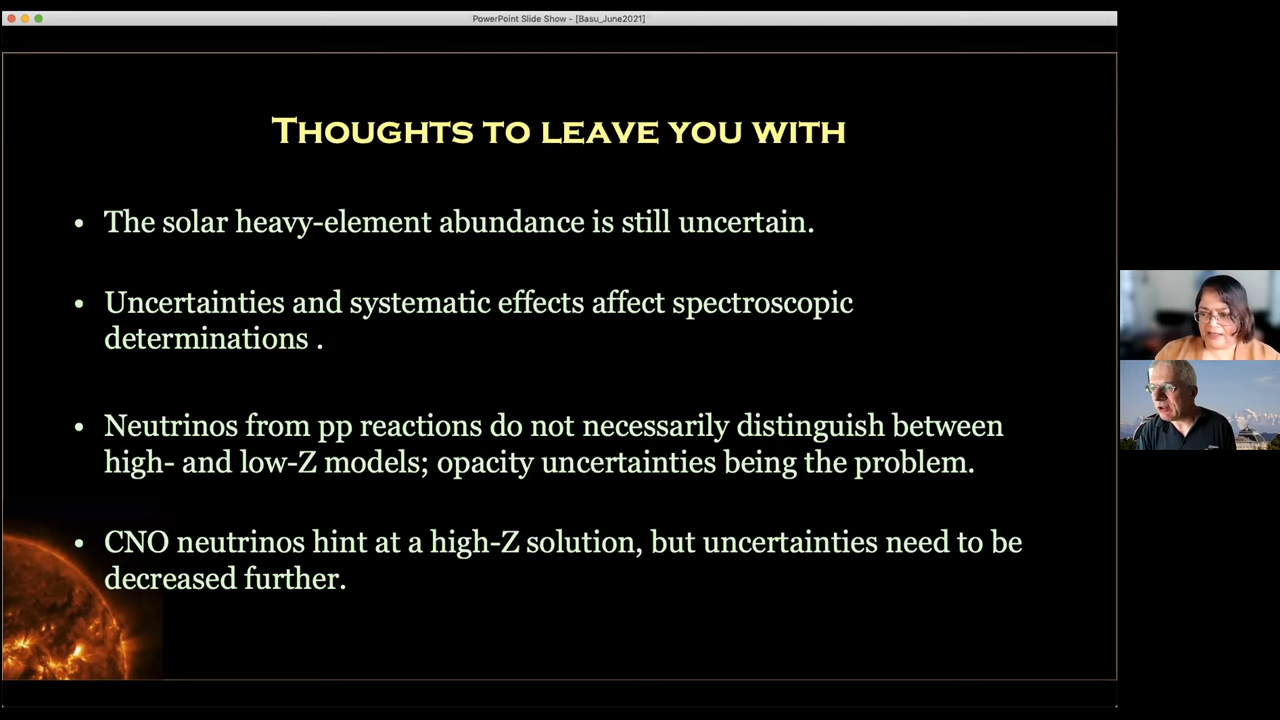 PowerPoint Slide Show - [Basu_June2021]
THOUGHTS TO LEAVE YOU WITH
• The solar heavy-element abundance is still uncertain.
• Uncertainties and systematic effects affect spectroscopic
determinations .
• Neutrinos from pp reactions do not necessarily distinguish between
high- and low-Z models; opacity uncertainties being the problem.
• CNO neutrinos hint at a high-Z solution, but uncertainties need to be
decreased further.